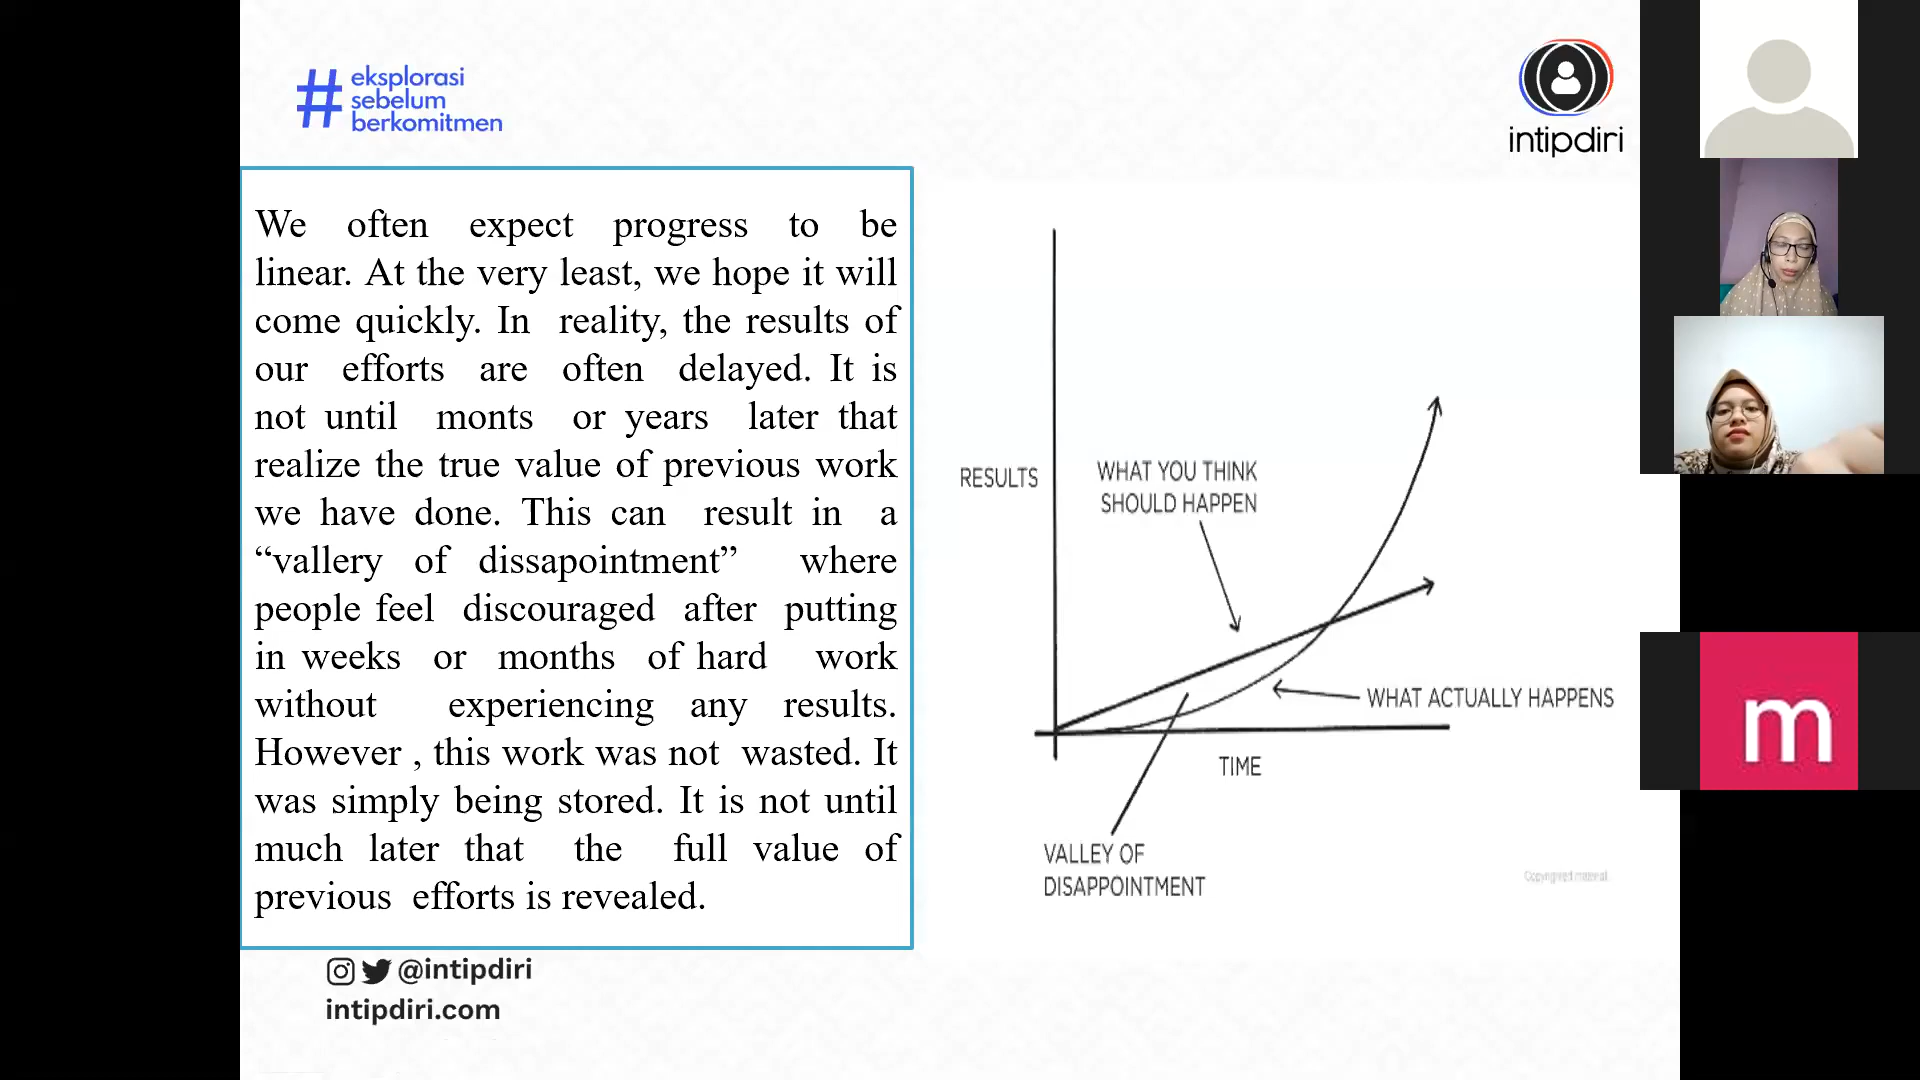 #eksplorasi
sebelum
berkomitmen
intipdiri
We often expect progress to be
linear. At the very least, we hope it will
come quickly. In reality, the results of
our efforts are often delayed. It is
not until monts or years later that
realize the true value of previous work
we have done. This can result in a
“vallery of dissapointment” where
people feel discouraged after putting
in weeks or months of hard work
without experiencing any results.
However , this work was not wasted. It
was simply being stored. It is not until
much later that the full value of
previous efforts is revealed.
RESULTS
WHAT YOU THINK
SHOULD HAPPEN
WHAT ACTUALLY HAPPENS
TIME
VALLEY OF
DISAPPOINTMENT
Copyrighted material
@intipdiri
intipdiri.com
m